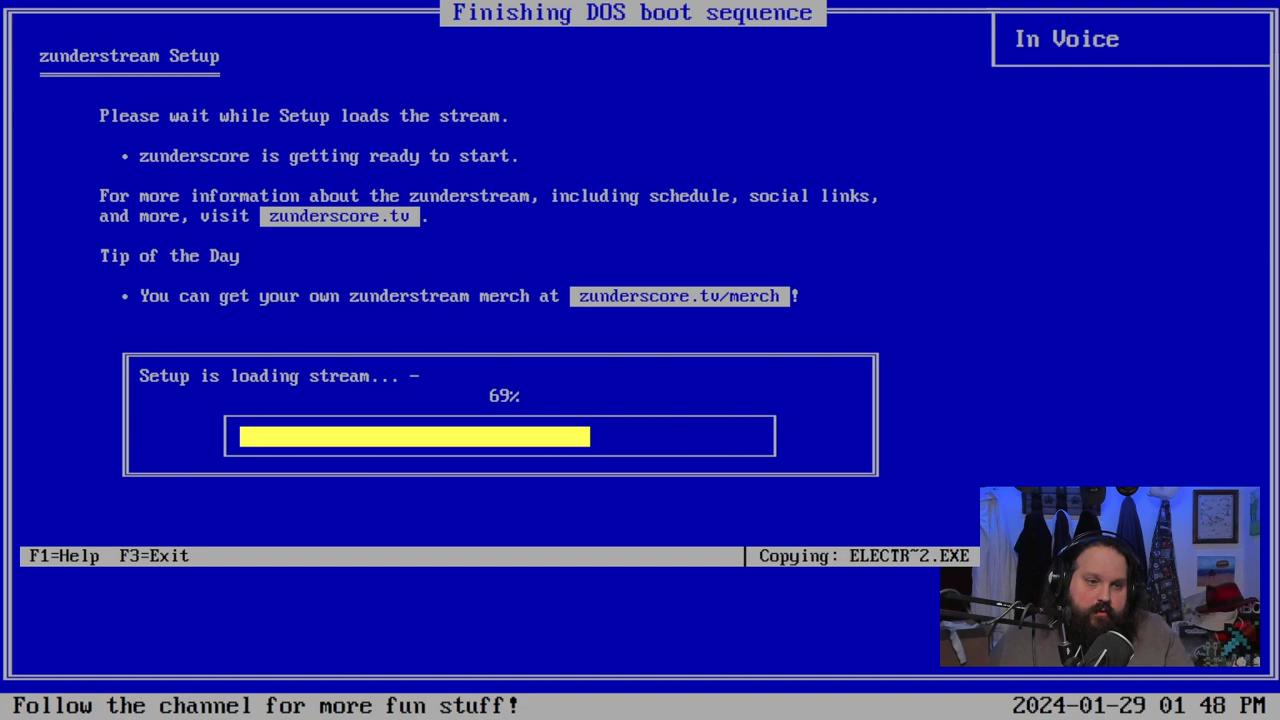 Finishing DOS boot sequence
In Voice
zunderstream Setup
Please wait while Setup loads the stream.
• zunderscore is getting ready to start.
For more information about the zunderstream, including schedule, social links,
and more, visit zunderscore.tv.
Tip of the Day
• You can get your own zunderstream merch at zunderscore.tv/merch!
Setup is loading stream... -
69%
F1=Help F3=Exit
Copying: ELECTR~2.EXE
Follow the channel for more fun stuff!
2024-01-29 01 48 PM